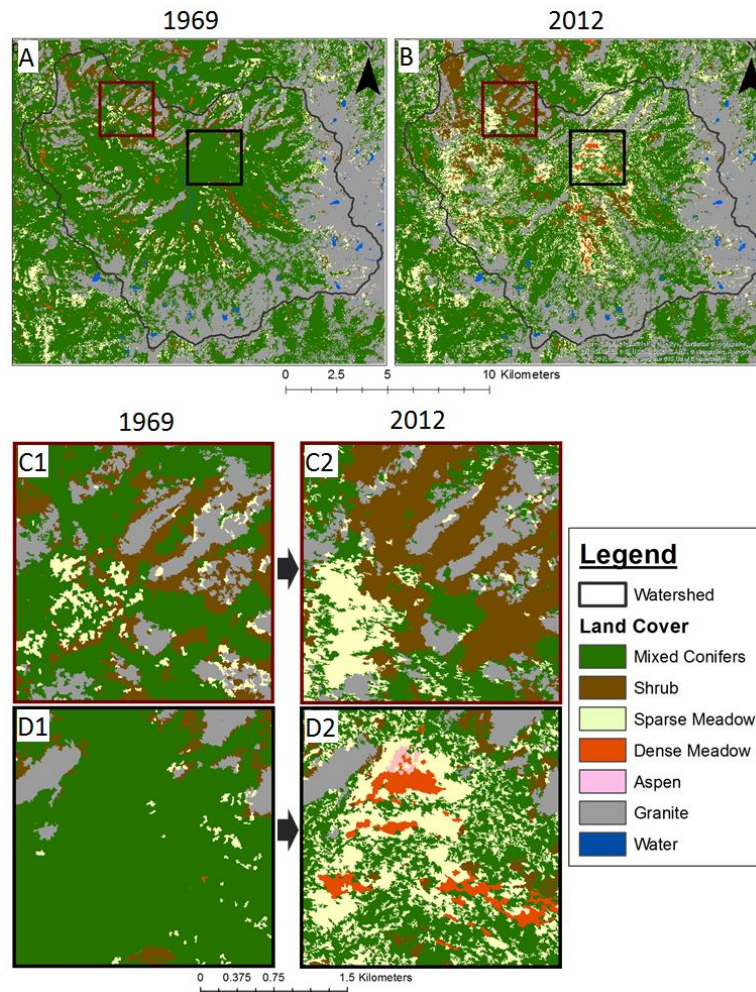 1969 2012
A B
0 2.5 5 10 Kilometers
1969 2012
C1 C2
D1 D2
0 0.375 0.75 1.5 Kilometers
Legend
Watershed
Land Cover
Mixed Conifers
Shrub
Sparse Meadow
Dense Meadow
Aspen
Granite
Water